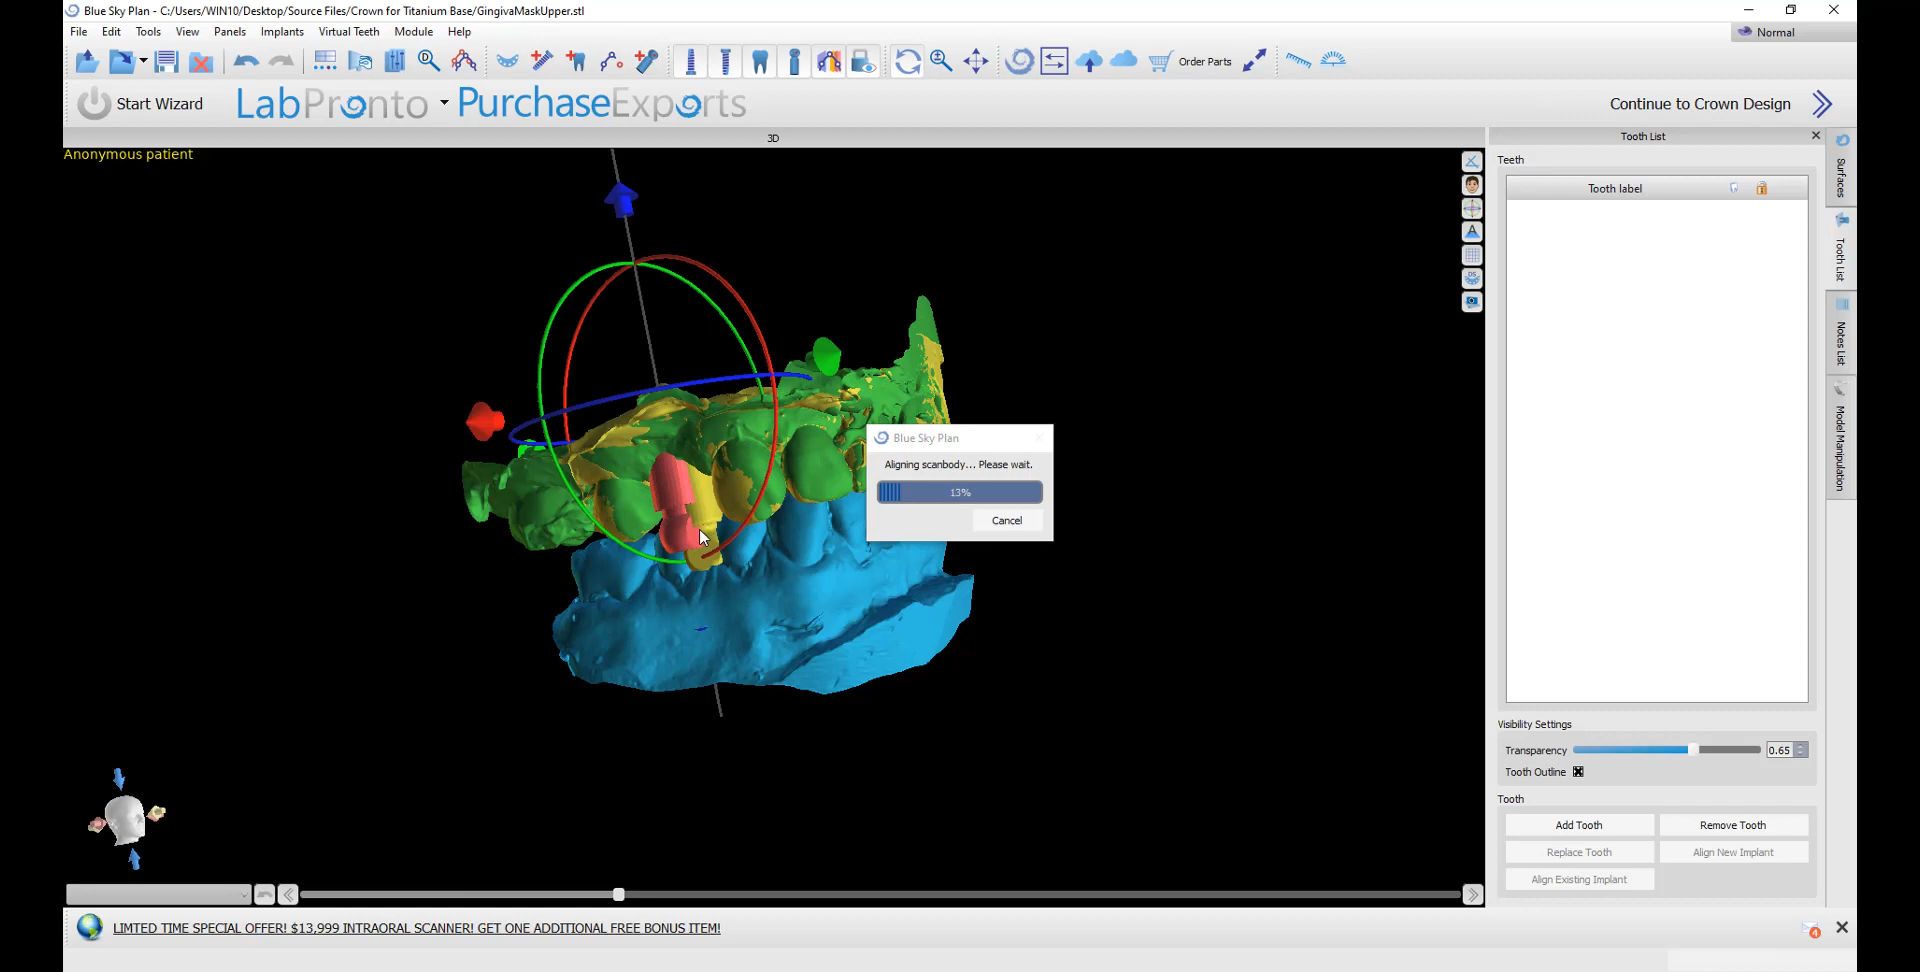 Blue Sky Plan - C:/Users/WIN10/Desktop/Source Files/Crown for Titanium Base/GingivaMaskUpper.stl
File Edit Tools View Panels Implants Virtual Teeth Module Help
Normal
Order Parts
Start Wizard LabPronto PurchaseExports Continue to Crown Design
3D
Tooth List
Anonymous patient
Teeth
Tooth label
Surfaces
Tooth List
Notes List
Model Manipulation
A
DS
Blue Sky Plan
Aligning scanbody... Please wait.
13%
Cancel
Visibility Settings
Transparency 0.65
Tooth Outline
Tooth
Add Tooth Remove Tooth
Replace Tooth Align New Implant
Align Existing Implant
LIMTED TIME SPECIAL OFFER! $13,999 INTRAORAL SCANNER! GET ONE ADDITIONAL FREE BONUS ITEM!
4